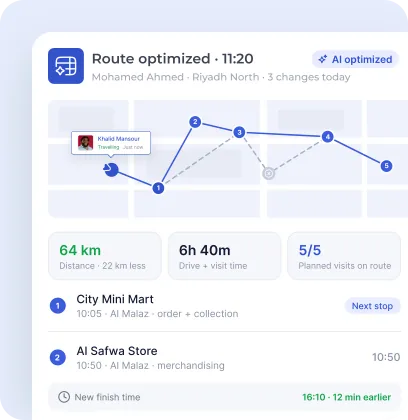 Route optimized · 11:20
AI optimized
Mohamed Ahmed · Riyadh North · 3 changes today
Khalid Mansour
Traveling . Just now
2
3
4
5
1
64 km
Distance · 22 km less
6h 40m
Drive + visit time
5/5
Planned visits on route
1
City Mini Mart
10:05 · Al Malaz · order + collection
Next stop
2
Al Safwa Store
10:50 · Al Malaz · merchandising
10:50
New finish time
16:10 · 12 min earlier